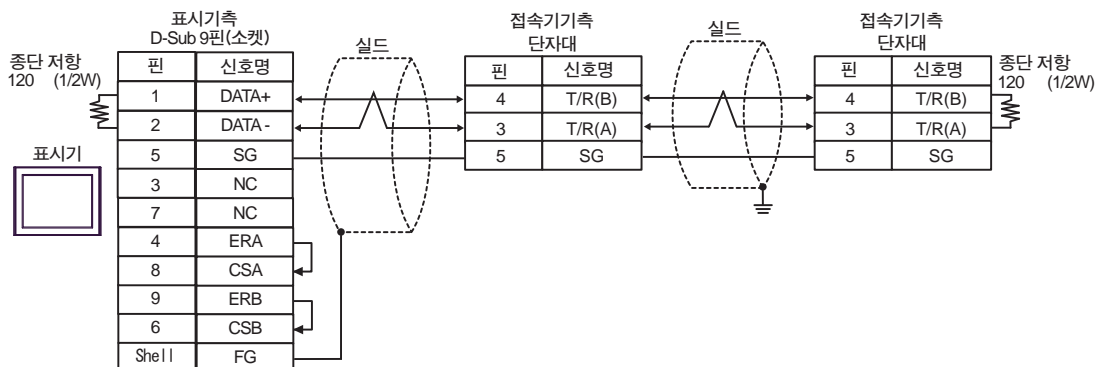 표시기측
D-Sub 9핀(소켓)
실드
접속기기측
단자대
실드
접속기기측
단자대
종단 저항
120 (1/2W)
핀 신호명
1 DATA+
2 DATA-
5 SG
3 NC
7 NC
4 ERA
8 CSA
9 ERB
6 CSB
Shell FG
표시기
핀 신호명
4 T/R(B)
3 T/R(A)
5 SG
핀 신호명
4 T/R(B)
3 T/R(A)
5 SG
종단 저항
120 (1/2W)